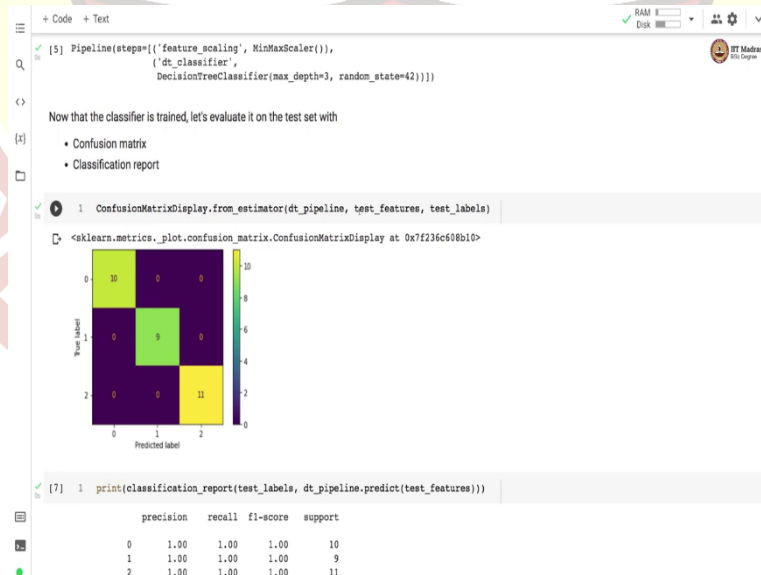 + Code + Text
RAM
Disk
IIT Madras
BSc Degree
[5] Pipeline(steps=[('feature_scaling', MinMaxScaler()),
('dt_classifier',
DecisionTreeClassifier(max_depth=3, random_state=42))])
Now that the classifier is trained, let's evaluate it on the test set with
• Confusion matrix
• Classification report
1 ConfusionMatrixDisplay.from_estimator(dt_pipeline, test_features, test_labels)
<sklearn.metrics._plot.confusion_matrix.ConfusionMatrixDisplay at 0x7f236c608b10>
0 10 0 0
1 0 9 0
2 0 0 11
0 1 2
True label
Predicted label
10
8
6
4
2
0
[7] 1 print(classification_report(test_labels, dt_pipeline.predict(test_features)))
precision recall f1-score support
0 1.00 1.00 1.00 10
1 1.00 1.00 1.00 9
2 1.00 1.00 1.00 11